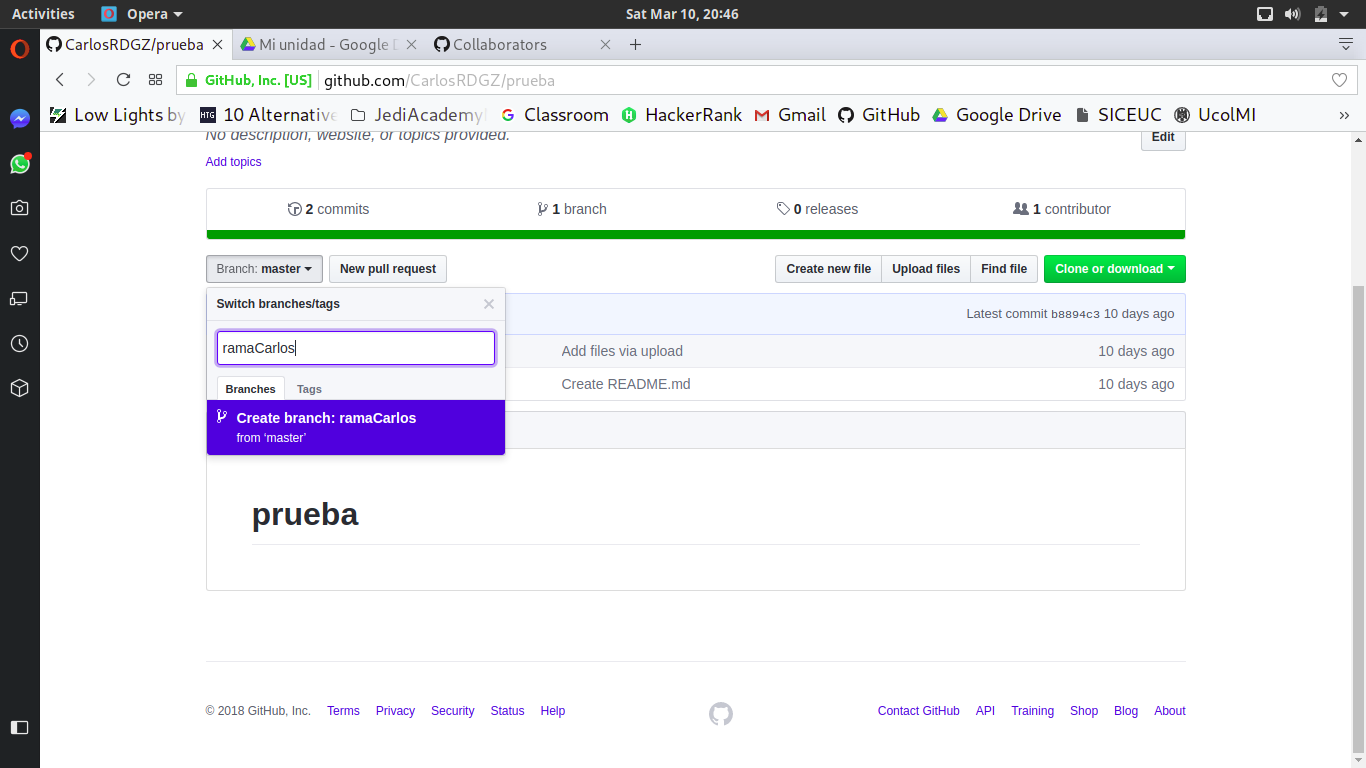 Activities Opera Sat Mar 10, 20:46
CarlosRDGZ/prueba Mi unidad - Google D Collaborators
GitHub, Inc. [US] github.com/CarlosRDGZ/prueba
Low Lights by HTG 10 Alternative JediAcademy Classroom HackerRank Gmail GitHub Google Drive SICEUC UcolMI »
No description, website, or topics provided. Edit
Add topics
2 commits 1 branch 0 releases 1 contributor
Branch: master New pull request Create new file Upload files Find file Clone or download
Switch branches/tags
Latest commit b8894c3 10 days ago
ramaCarlos
Add files via upload 10 days ago
Branches Tags
Create README.md 10 days ago
Create branch: ramaCarlos
from ‘master’
prueba
© 2018 GitHub, Inc. Terms Privacy Security Status Help Contact GitHub API Training Shop Blog About